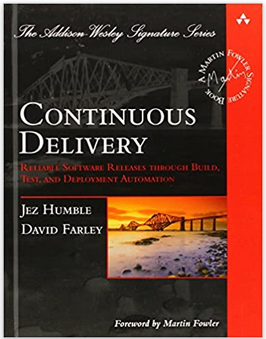 The Addison-Wesley Signature Series
A MARTIN FOWLER SIGNATURE BOOK
Martin
CONTINUOUS
DELIVERY
RELIABLE SOFTWARE RELEASES THROUGH BUILD,
TEST, AND DEPLOYMENT AUTOMATION
JEZ HUMBLE
DAVID FARLEY
Foreword by Martin Fowler